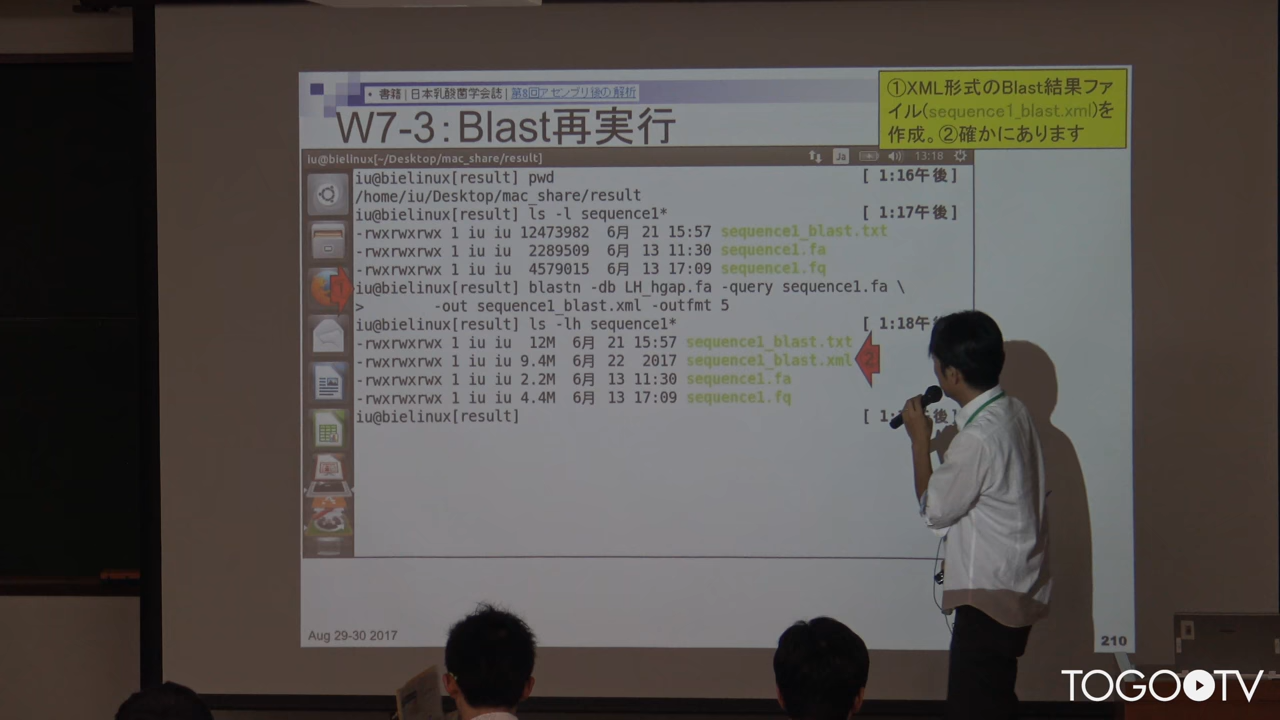 ・書籍 | 日本乳酸菌学会誌 | 第8回アセンブリ後の解析
W7-3：Blast再実行
①XML形式のBlast結果ファ
イル(sequence1_blast.xml)を
作成。②確かにあります
iu@bielinux[~/Desktop/mac_share/result]
Ja
13:18
iu@bielinux[result] pwd [ 1:16午後]
/home/iu/Desktop/mac_share/result
iu@bielinux[result] ls -l sequence1* [ 1:17午後]
-rwxrwxrwx 1 iu iu 12473982 6月 21 15:57 sequence1_blast.txt
-rwxrwxrwx 1 iu iu 2289509 6月 13 11:30 sequence1.fa
-rwxrwxrwx 1 iu iu 4579015 6月 13 17:09 sequence1.fq
①
iu@bielinux[result] blastn -db LH_hgap.fa -query sequence1.fa \
> -out sequence1_blast.xml -outfmt 5
iu@bielinux[result] ls -lh sequence1* [ 1:18午後]
-rwxrwxrwx 1 iu iu 12M 6月 21 15:57 sequence1_blast.txt
-rwxrwxrwx 1 iu iu 9.4M 6月 22 2017 sequence1_blast.xml
②
-rwxrwxrwx 1 iu iu 2.2M 6月 13 11:30 sequence1.fa
-rwxrwxrwx 1 iu iu 4.4M 6月 13 17:09 sequence1.fq
iu@bielinux[result]
Aug 29-30 2017
210
TOGO TV